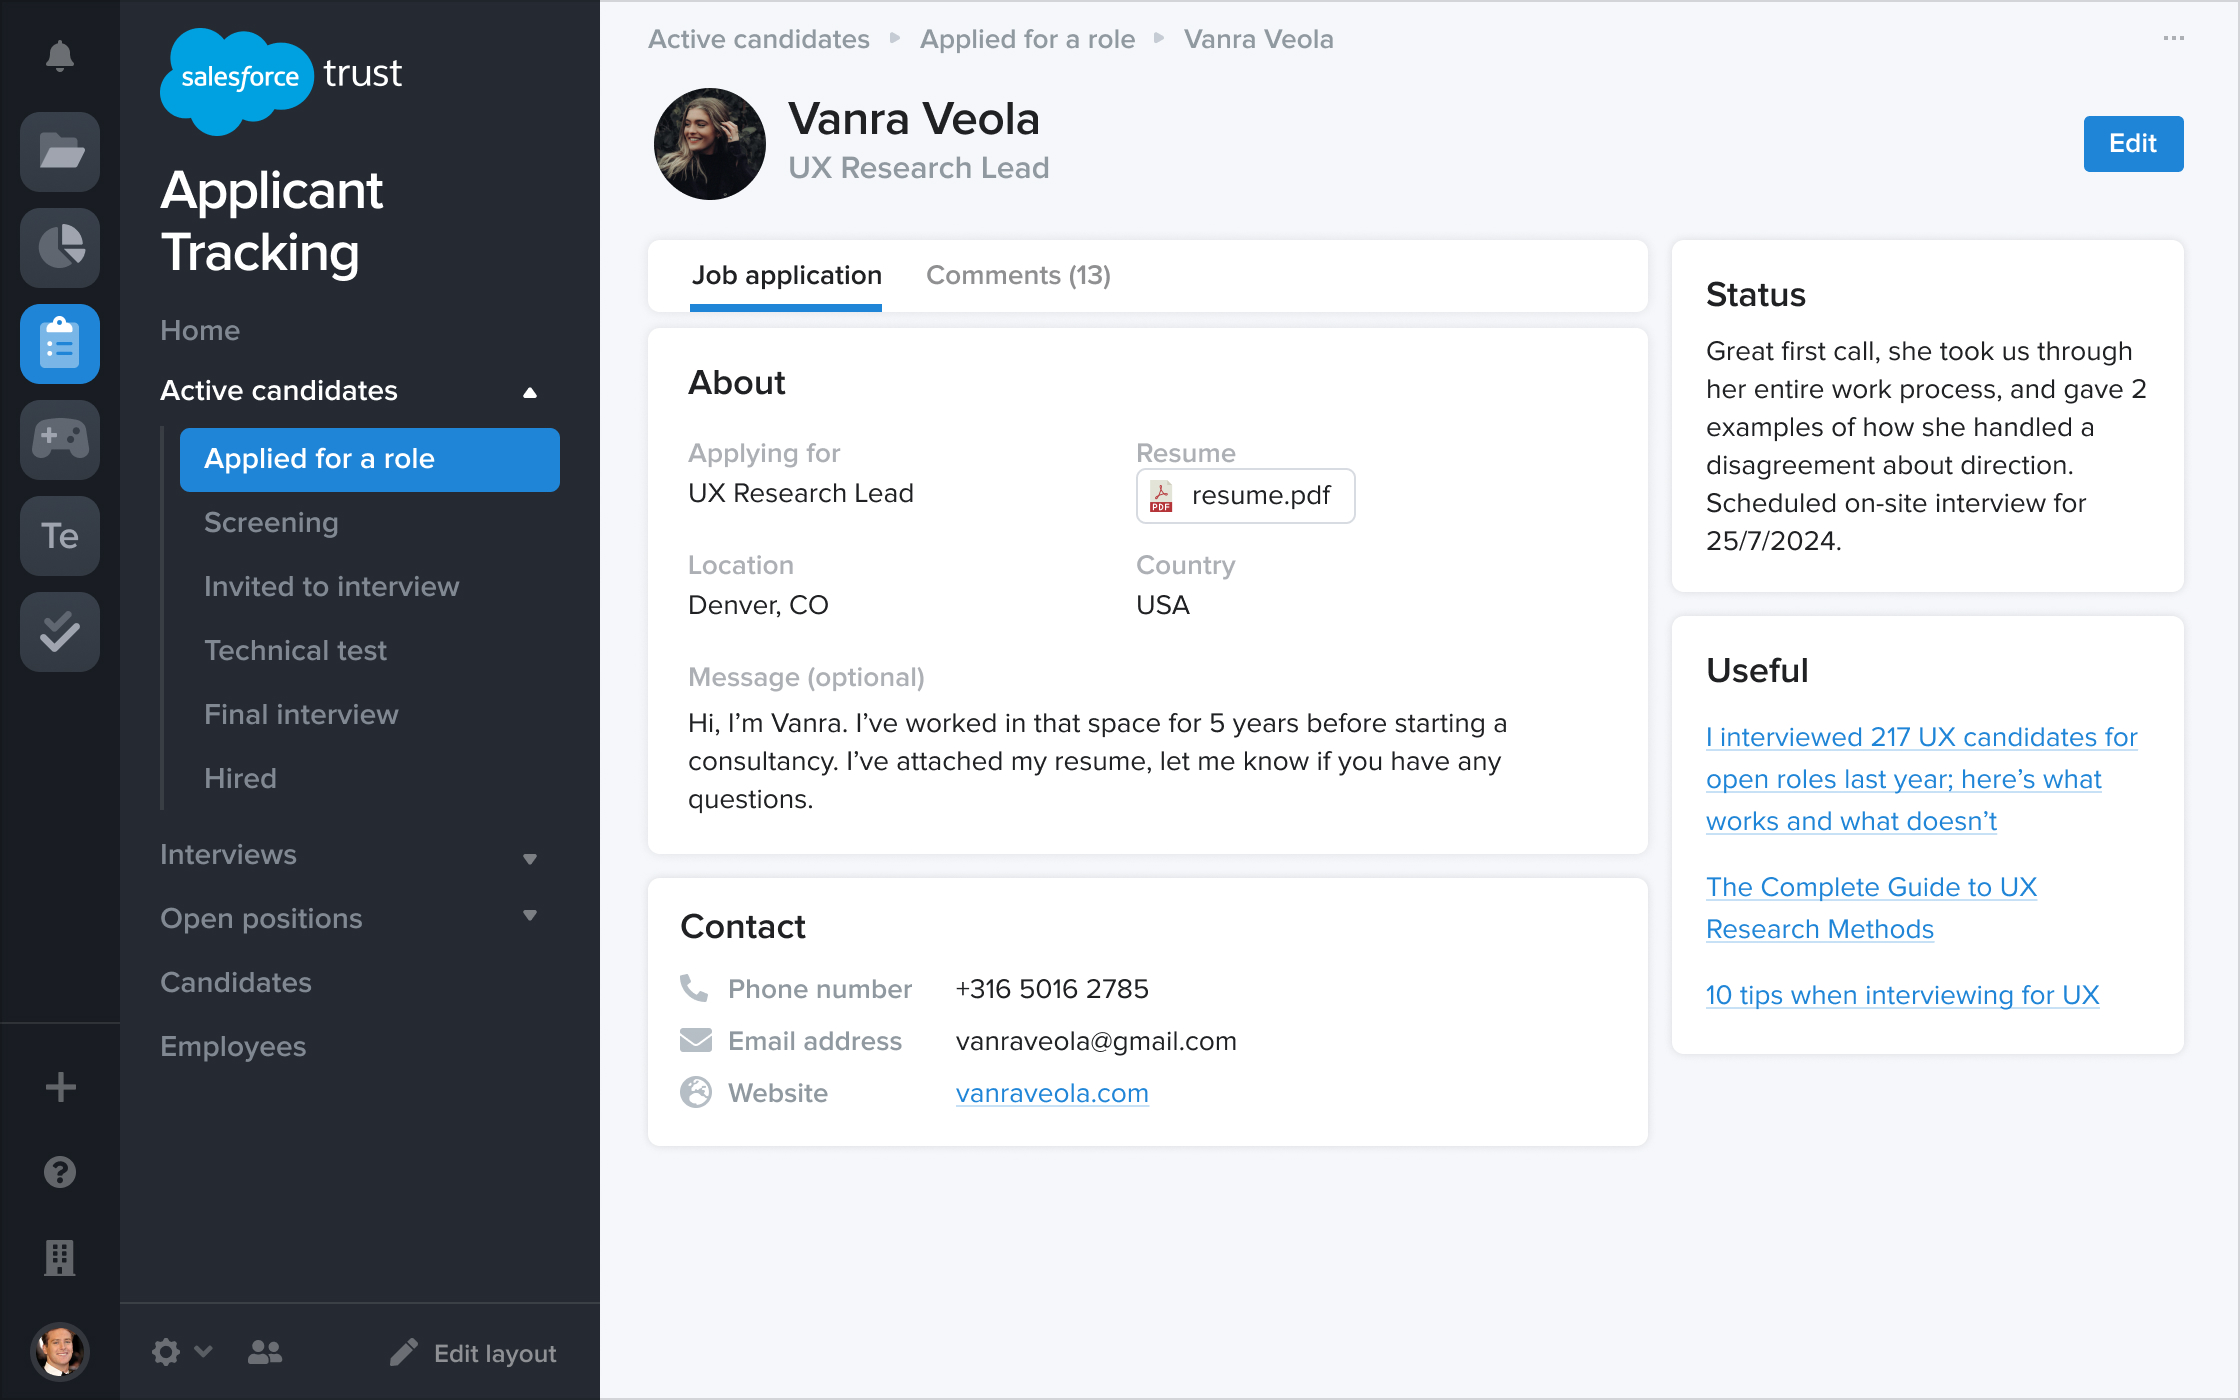 salesforce trust
Applicant
Tracking
Home
Active candidates
Applied for a role
Screening
Invited to interview
Technical test
Final interview
Hired
Interviews
Open positions
Candidates
Employees
Te
Edit layout
Active candidates Applied for a role Vanra Veola
Vanra Veola
UX Research Lead
Edit
Job application Comments (13)
About
Applying for
UX Research Lead
Resume
PDF resume.pdf
Location
Denver, CO
Country
USA
Message (optional)
Hi, I’m Vanra. I’ve worked in that space for 5 years before starting a
consultancy. I’ve attached my resume, let me know if you have any
questions.
Contact
Phone number +316 5016 2785
Email address vanraveola@gmail.com
Website vanraveola.com
Status
Great first call, she took us through
her entire work process, and gave 2
examples of how she handled a
disagreement about direction.
Scheduled on-site interview for
25/7/2024.
Useful
I interviewed 217 UX candidates for
open roles last year; here’s what
works and what doesn’t
The Complete Guide to UX
Research Methods
10 tips when interviewing for UX